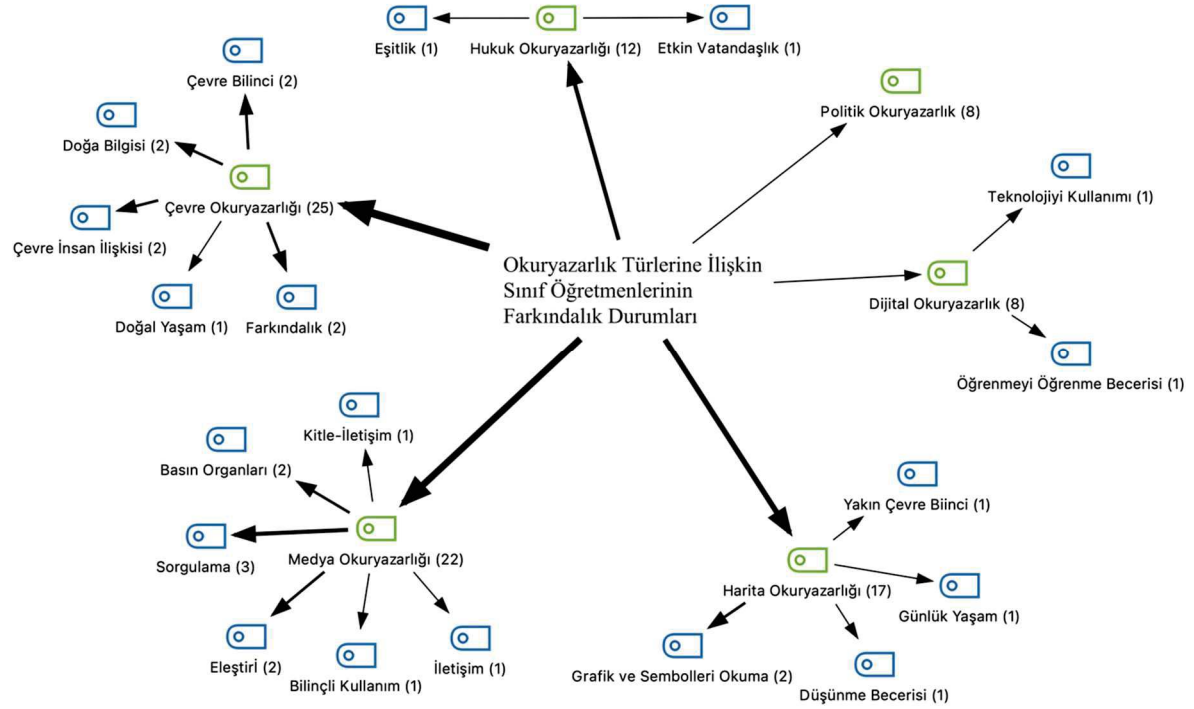 Eşitlik (1)
Hukuk Okuryazarlığı (12)
Etkin Vatandaşlık (1)
Çevre Bilinci (2)
Doğa Bilgisi (2)
Çevre Okuryazarlığı (25)
Çevre İnsan İlişkisi (2)
Doğal Yaşam (1)
Farkındalık (2)
Politik Okuryazarlık (8)
Teknolojiyi Kullanımı (1)
Dijital Okuryazarlık (8)
Öğrenmeyi Öğrenme Becerisi (1)
Okuryazarlık Türlerine İlişkin
Sınıf Öğretmenlerinin
Farkındalık Durumları
Kitle-İletişim (1)
Basın Organları (2)
Sorgulama (3)
Medya Okuryazarlığı (22)
Eleştirİ (2)
Bilinçli Kullanım (1)
İletişim (1)
Yakın Çevre Biinci (1)
Harita Okuryazarlığı (17)
Günlük Yaşam (1)
Grafik ve Sembolleri Okuma (2)
Düşünme Becerisi (1)